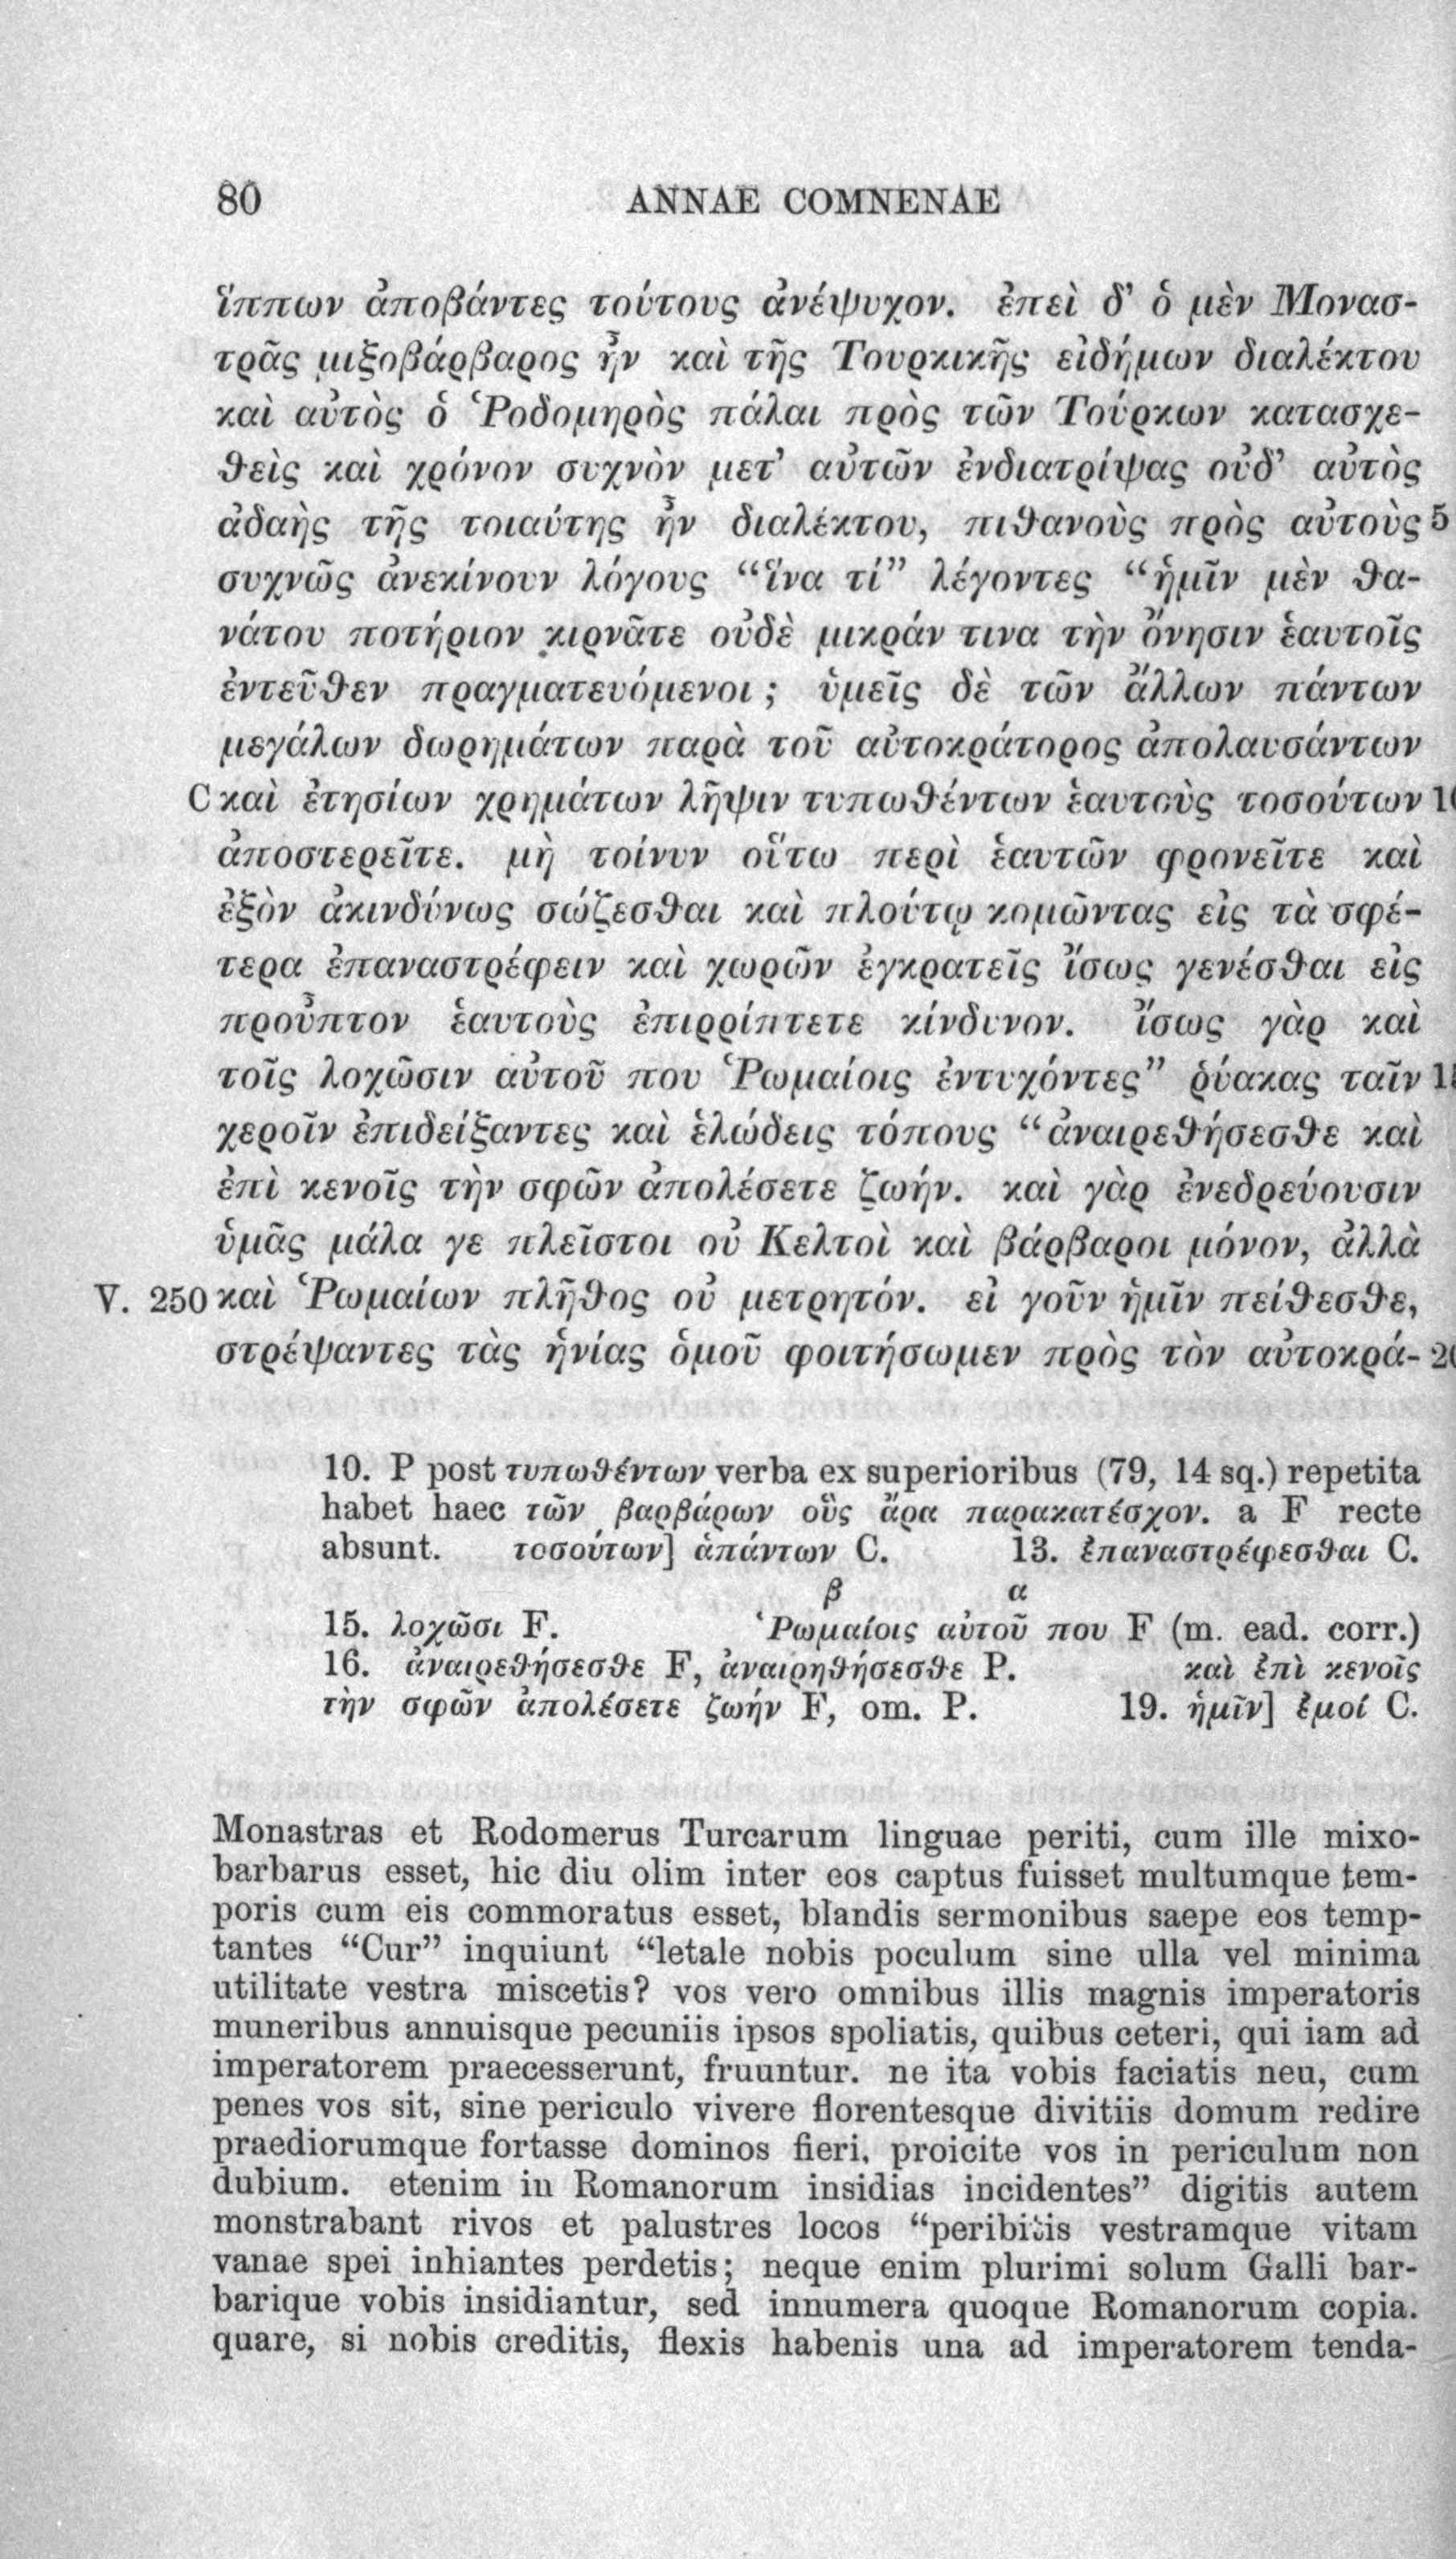 80 ANNAE COMNENAE
ἵππων ἀποβάντες τούτους ἀνέψυχον. ἐπεὶ δ’ ὁ μὲν Μονασ-
τρᾶς μιξοβάρβαρος ἦν καὶ τῆς Τουρκικῆς εἰδήμων διαλέκτου
καὶ αὐτὸς ὁ Ῥοδομηρὸς πάλαι πρὸς τῶν Τούρκων κατασχε-
θεὶς καὶ χρόνον συχνὸν μετ’ αὐτῶν ἐνδιατρίψας οὐδ’ αὐτὸς
ἀδαὴς τῆς τοιαύτης ἦν διαλέκτου, πιθανοὺς πρὸς αὐτοὺς 5
συχνῶς ἀνεκίνουν λόγους “ἵνα τί” λέγοντες “ἡμῖν μὲν θα-
νάτου ποτήριον κιρνᾶτε οὐδὲ μικράν τινα τὴν ὄνησιν ἑαυτοῖς
ἐντεῦθεν πραγματευόμενοι; ὑμεῖς δὲ τῶν ἄλλων πάντων
μεγάλων δωρημάτων παρὰ τοῦ αὐτοκράτορος ἀπολαυσάντων
C καὶ ἐτησίων χρημάτων λῆψιν τυπωθέντων ἑαυτοὺς τοσούτων 10
ἀποστερεῖτε. μὴ τοίνυν οὕτω περὶ ἑαυτῶν φρονεῖτε καὶ
ἐξὸν ἀκινδύνως σώζεσθαι καὶ πλούτῳ κομῶντας εἰς τὰ σφέ-
τερα ἐπαναστρέφειν καὶ χωρῶν ἐγκρατεῖς ἴσως γενέσθαι εἰς
προὖπτον ἑαυτοὺς ἐπιρρίπτετε κίνδυνον. ἴσως γὰρ καὶ
τοῖς λοχῶσιν αὐτοῦ που Ῥωμαίοις ἐντυχόντες” ῥύακας ταῖν 15
χεροῖν ἐπιδείξαντες καὶ ἑλώδεις τόπους “ἀναιρεθήσεσθε καὶ
ἐπὶ κενοῖς τὴν σφῶν ἀπολέσετε ζωήν. καὶ γὰρ ἐνεδρεύουσιν
ὑμᾶς μάλα γε πλεῖστοι οὐ Κελτοὶ καὶ βάρβαροι μόνον, ἀλλὰ
V. 250 καὶ Ῥωμαίων πλῆθος οὐ μετρητόν. εἰ γοῦν ἡμῖν πείθεσθε,
στρέψαντες τὰς ἡνίας ὁμοῦ φοιτήσωμεν πρὸς τὸν αὐτοκρά- 20
10. P post τυπωθέντων verba ex superioribus (79, 14 sq.) repetita
habet haec τῶν βαρβάρων οὓς ἄρα παρακατέσχον. a F recte
absunt. τοσούτων] ἁπάντων C. 13. ἐπαναστρέφεσθαι C.
β α
15. λοχῶσι F. Ῥωμαίοις αὐτοῦ που F (m. ead. corr.)
16. ἀναιρεθήσεσθε F, ἀναιρηθήσεσθε P. καὶ ἐπὶ κενοῖς
τὴν σφῶν ἀπολέσετε ζωήν F, om. P. 19. ἡμῖν] ἐμοί C.
Monastras et Rodomerus Turcarum linguae periti, cum ille mixo-
barbarus esset, hic diu olim inter eos captus fuisset multumque tem-
poris cum eis commoratus esset, blandis sermonibus saepe eos temp-
tantes “Cur” inquiunt “letale nobis poculum sine ulla vel minima
utilitate vestra miscetis? vos vero omnibus illis magnis imperatoris
muneribus annuisque pecuniis ipsos spoliatis, quibus ceteri, qui iam ad
imperatorem praecesserunt, fruuntur. ne ita vobis faciatis neu, cum
penes vos sit, sine periculo vivere florentesque divitiis domum redire
praediorumque fortasse dominos fieri, proicite vos in periculum non
dubium. etenim in Romanorum insidias incidentes” digitis autem
monstrabant rivos et palustres locos “peribitis vestramque vitam
vanae spei inhiantes perdetis; neque enim plurimi solum Galli bar-
barique vobis insidiantur, sed innumera quoque Romanorum copia.
quare, si nobis creditis, flexis habenis una ad imperatorem tenda-